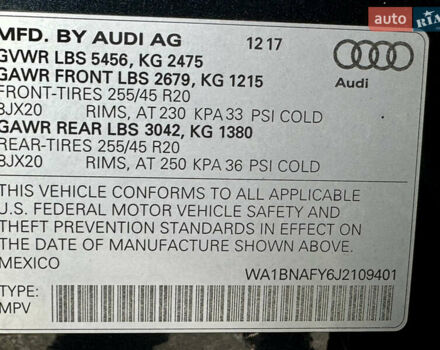 AUTO RIA
MFD. BY AUDI AG 12 17
GVWR LBS 5456, KG 2475
GAWR FRONT LBS 2679, KG 1215
Audi
FRONT-TIRES 255/45 R20
8JX20 RIMS, AT 230 KPA 33 PSI COLD
GAWR REAR LBS 3042, KG 1380
REAR-TIRES 255/45 R20
8JX20 RIMS, AT 250 KPA 36 PSI COLD
THIS VEHICLE CONFORMS TO ALL APPLICABLE
U.S. FEDERAL MOTOR VEHICLE SAFETY AND
THEFT PREVENTION STANDARDS IN EFFECT ON
THE DATE OF MANUFACTURE SHOWN ABOVE.
MEXICO
WA1BNAFY6J2109401
TYPE:
MPV